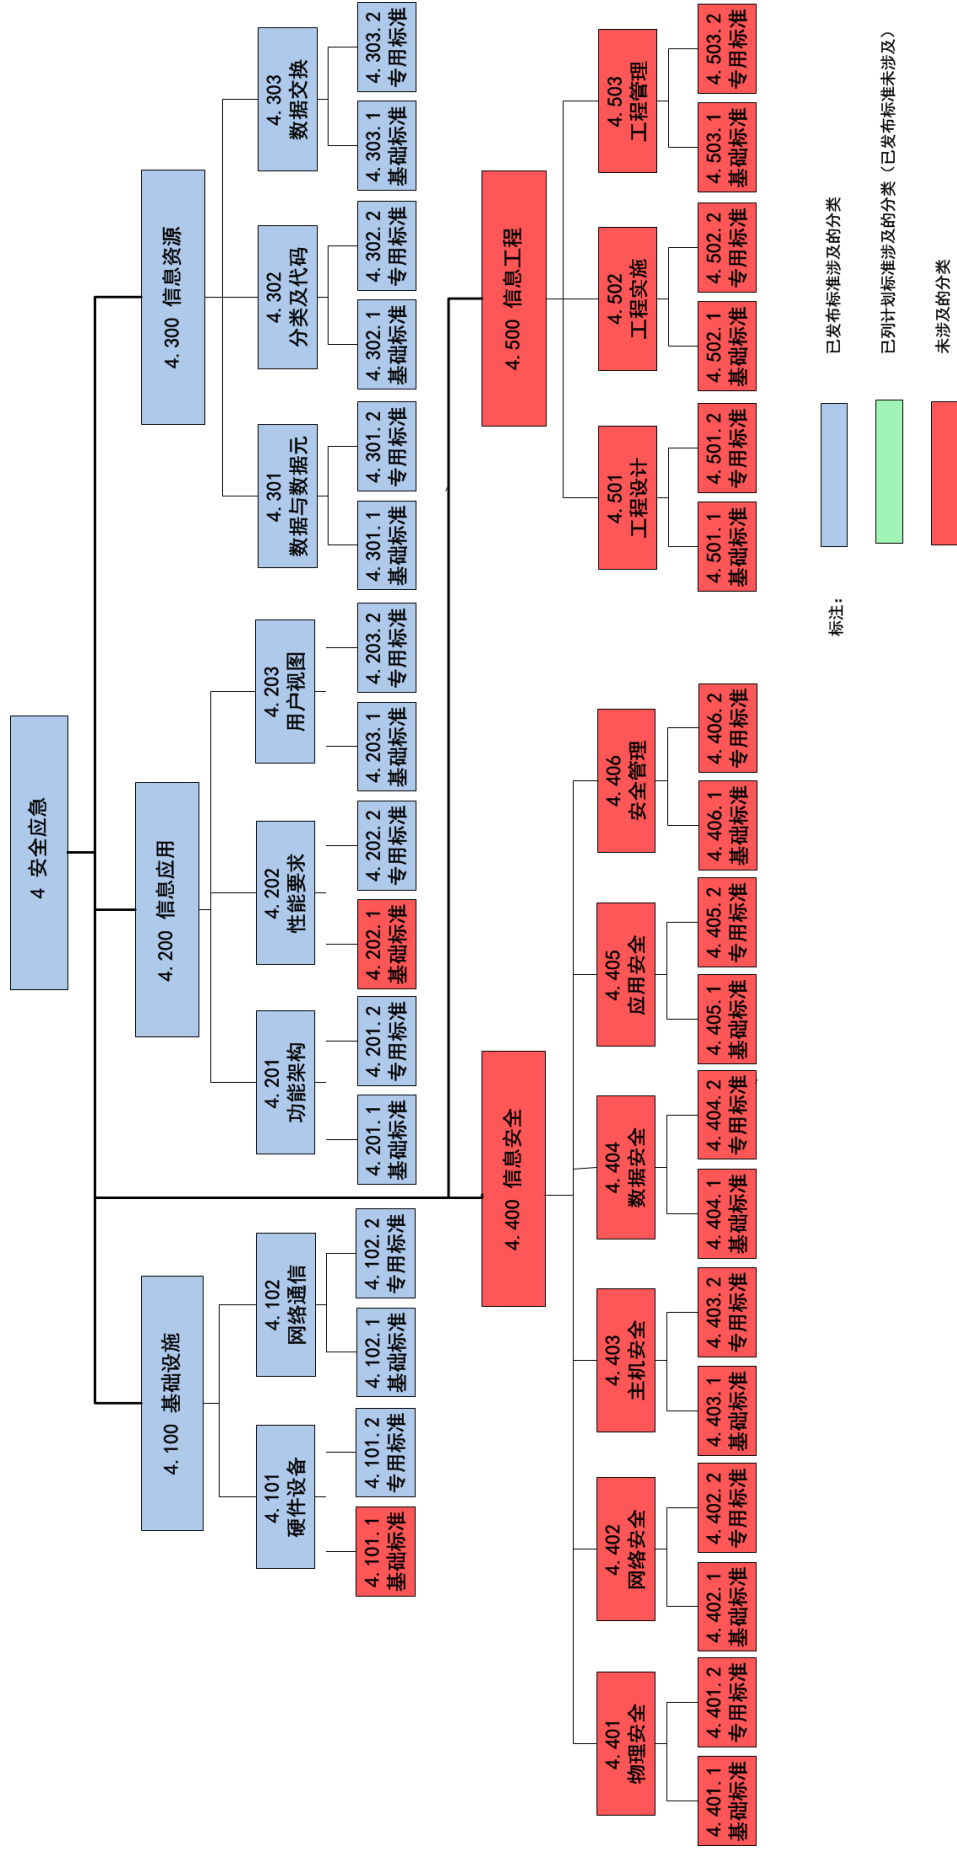 4 安全应急
4.100 基础设施
4.200 信息应用
4.300 信息资源
4.101
硬件设备
4.102
网络通信
4.201
功能架构
4.202
性能要求
4.203
用户视图
4.301
数据与数据元
4.302
分类及代码
4.303
数据交换
4.101.1
基础标准
4.101.2
专用标准
4.102.1
基础标准
4.102.2
专用标准
4.201.1
基础标准
4.201.2
专用标准
4.202.1
基础标准
4.202.2
专用标准
4.203.1
基础标准
4.203.2
专用标准
4.301.1
基础标准
4.301.2
专用标准
4.302.1
基础标准
4.302.2
专用标准
4.303.1
基础标准
4.303.2
专用标准
4.400 信息安全
4.500 信息工程
4.401
物理安全
4.402
网络安全
4.403
主机安全
4.404
数据安全
4.405
应用安全
4.406
安全管理
4.501
工程设计
4.502
工程实施
4.503
工程管理
4.401.1
基础标准
4.401.2
专用标准
4.402.1
基础标准
4.402.2
专用标准
4.403.1
基础标准
4.403.2
专用标准
4.404.1
基础标准
4.404.2
专用标准
4.405.1
基础标准
4.405.2
专用标准
4.406.1
基础标准
4.406.2
专用标准
4.501.1
基础标准
4.501.2
专用标准
4.502.1
基础标准
4.502.2
专用标准
4.503.1
基础标准
4.503.2
专用标准
标注：
已发布标准涉及的分类
已列计划标准涉及的分类（已发布标准未涉及）
未涉及的分类